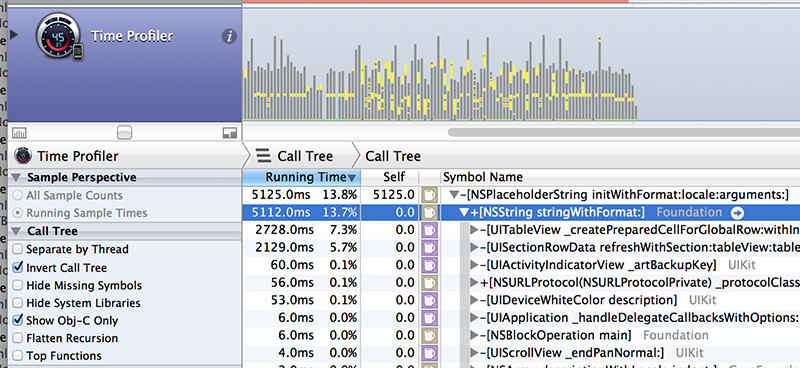 45
Time Profiler
Time Profiler
Call Tree
Call Tree
Sample Perspective
All Sample Counts
Running Sample Times
Call Tree
Separate by Thread
Invert Call Tree
Hide Missing Symbols
Hide System Libraries
Show Obj-C Only
Flatten Recursion
Top Functions
Running Time Self Symbol Name
5125.0ms 13.8% 5125.0 -[NSPlaceholderString initWithFormat:locale:arguments:]
5112.0ms 13.7% 0.0 +[NSString stringWithFormat:] Foundation
2728.0ms 7.3% 0.0 -[UITableView _createPreparedCellForGlobalRow:withIn
2129.0ms 5.7% 0.0 -[UISectionRowData refreshWithSection:tableView:tab
60.0ms 0.1% 0.0 -[UIActivityIndicatorView _artBackupKey] UIKit
56.0ms 0.1% 0.0 +[NSURLProtocol(NSURLProtocolPrivate) _protocolClas
53.0ms 0.1% 0.0 -[UIDeviceWhiteColor description] UIKit
6.0ms 0.0% 0.0 -[UIApplication _handleDelegateCallbacksWithOptions:
6.0ms 0.0% 0.0 -[NSBlockOperation main] Foundation
4.0ms 0.0% 0.0 -[UIScrollView _endPanNormal:] UIKit